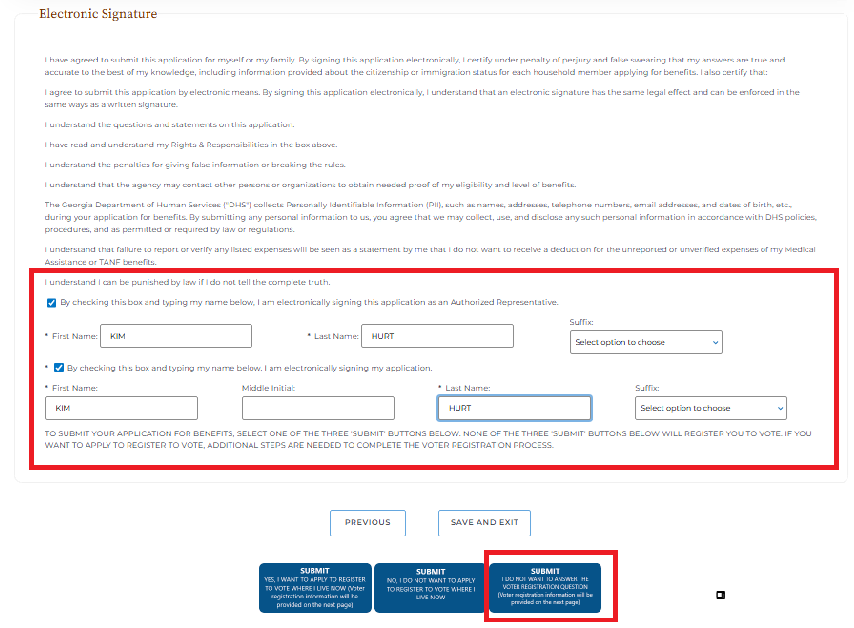 Electronic Signature
I have agreed to submit this application for myself or my family. By signing this application electronically, I certify under penalty of perjury and false swearing that my answers are true and
accurate to the best of my knowledge, including information provided about the citizenship or immigration status for each household member applying for benefits. I also certify that:
I agree to submit this application by electronic means. By signing this application electronically, I understand that an electronic signature has the same legal effect and can be enforced in the
same ways as a written signature.
I understand the questions and statements on this application.
I have read and understand my Rights & Responsibilities in the box above.
I understand the penalties for giving false information or breaking the rules.
I understand that the agency may contact other persons or organizations to obtain needed proof of my eligibility and level of benefits.
The Georgia Department of Human Services ("DHS") collects Personally Identifiable Information (PII), such as names, addresses, telephone numbers, email addresses, and dates of birth, etc.,
during your application for benefits. By submitting any personal information to us, you agree that we may collect, use, and disclose any such personal information in accordance with DHS policies,
procedures, and as permitted or required by law or regulations.
I understand that failure to report or verify any listed expenses will be seen as a statement by me that I do not want to receive a deduction for the unreported or unverified expenses of my Medical
Assistance or TANF benefits.
I understand I can be punished by law if I do not tell the complete truth.
By checking this box and typing my name below, I am electronically signing this application as an Authorized Representative.
Suffix:
* First Name: KIM * Last Name: HURT Select option to choose
* By checking this box and typing my name below. I am electronically signing my application.
* First Name: Middle Initial: * Last Name: Suffix:
KIM HURT Select option to choose
TO SUBMIT YOUR APPLICATION FOR BENEFITS, SELECT ONE OF THE THREE 'SUBMIT' BUTTONS BELOW. NONE OF THE THREE 'SUBMIT' BUTTONS BELOW WILL REGISTER YOU TO VOTE. IF YOU
WANT TO APPLY TO REGISTER TO VOTE, ADDITIONAL STEPS ARE NEEDED TO COMPLETE THE VOTER REGISTRATION PROCESS.
PREVIOUS SAVE AND EXIT
SUBMIT
YES, I WANT TO APPLY TO REGISTER
TO VOTE WHERE I LIVE NOW (Voter
registration information will be
provided on the next page)
SUBMIT
NO, I DO NOT WANT TO APPLY
TO REGISTER TO VOTE WHERE I
LIVE NOW
SUBMIT
I DO NOT WANT TO ANSWER THE
VOTER REGISTRATION QUESTION
(Voter registration information will be
provided on the next page)